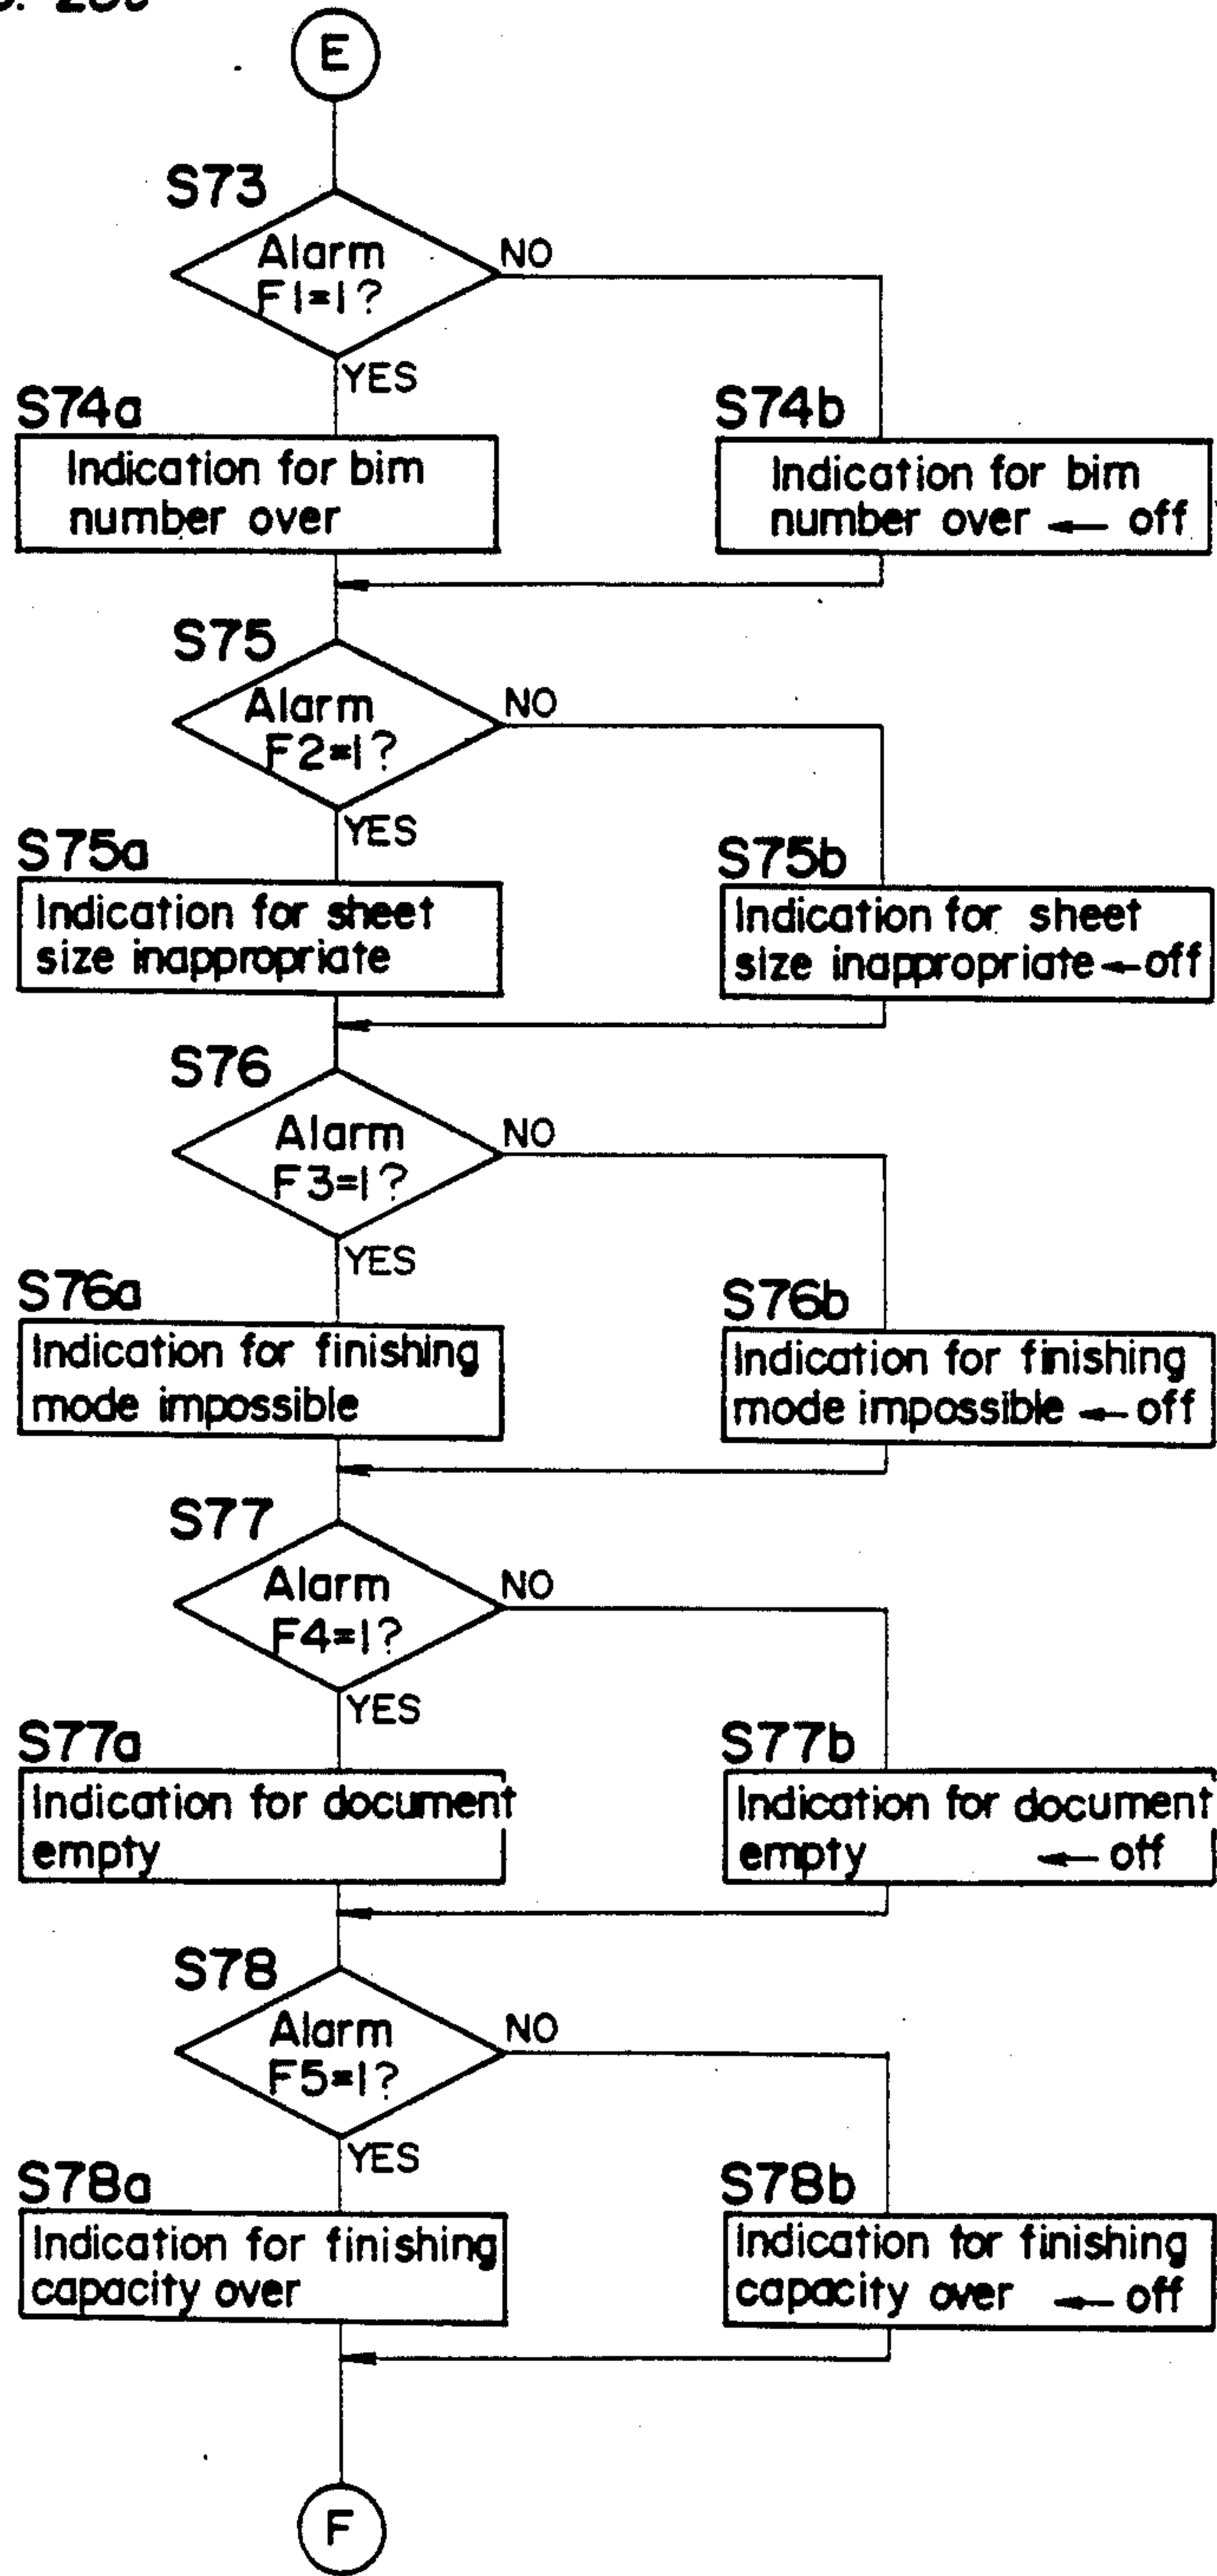 E
S73
Alarm
F1=1?
NO
YES
S74a
Indication for bim
number over
S74b
Indication for bim
number over ← off
S75
Alarm
F2=1?
NO
YES
S75a
Indication for sheet
size inappropriate
S75b
Indication for sheet
size inappropriate ← off
S76
Alarm
F3=1?
NO
YES
S76a
Indication for finishing
mode impossible
S76b
Indication for finishing
mode impossible ← off
S77
Alarm
F4=1?
NO
YES
S77a
Indication for document
empty
S77b
Indication for document
empty ← off
S78
Alarm
F5=1?
NO
YES
S78a
Indication for finishing
capacity over
S78b
Indication for finishing
capacity over ← off
F